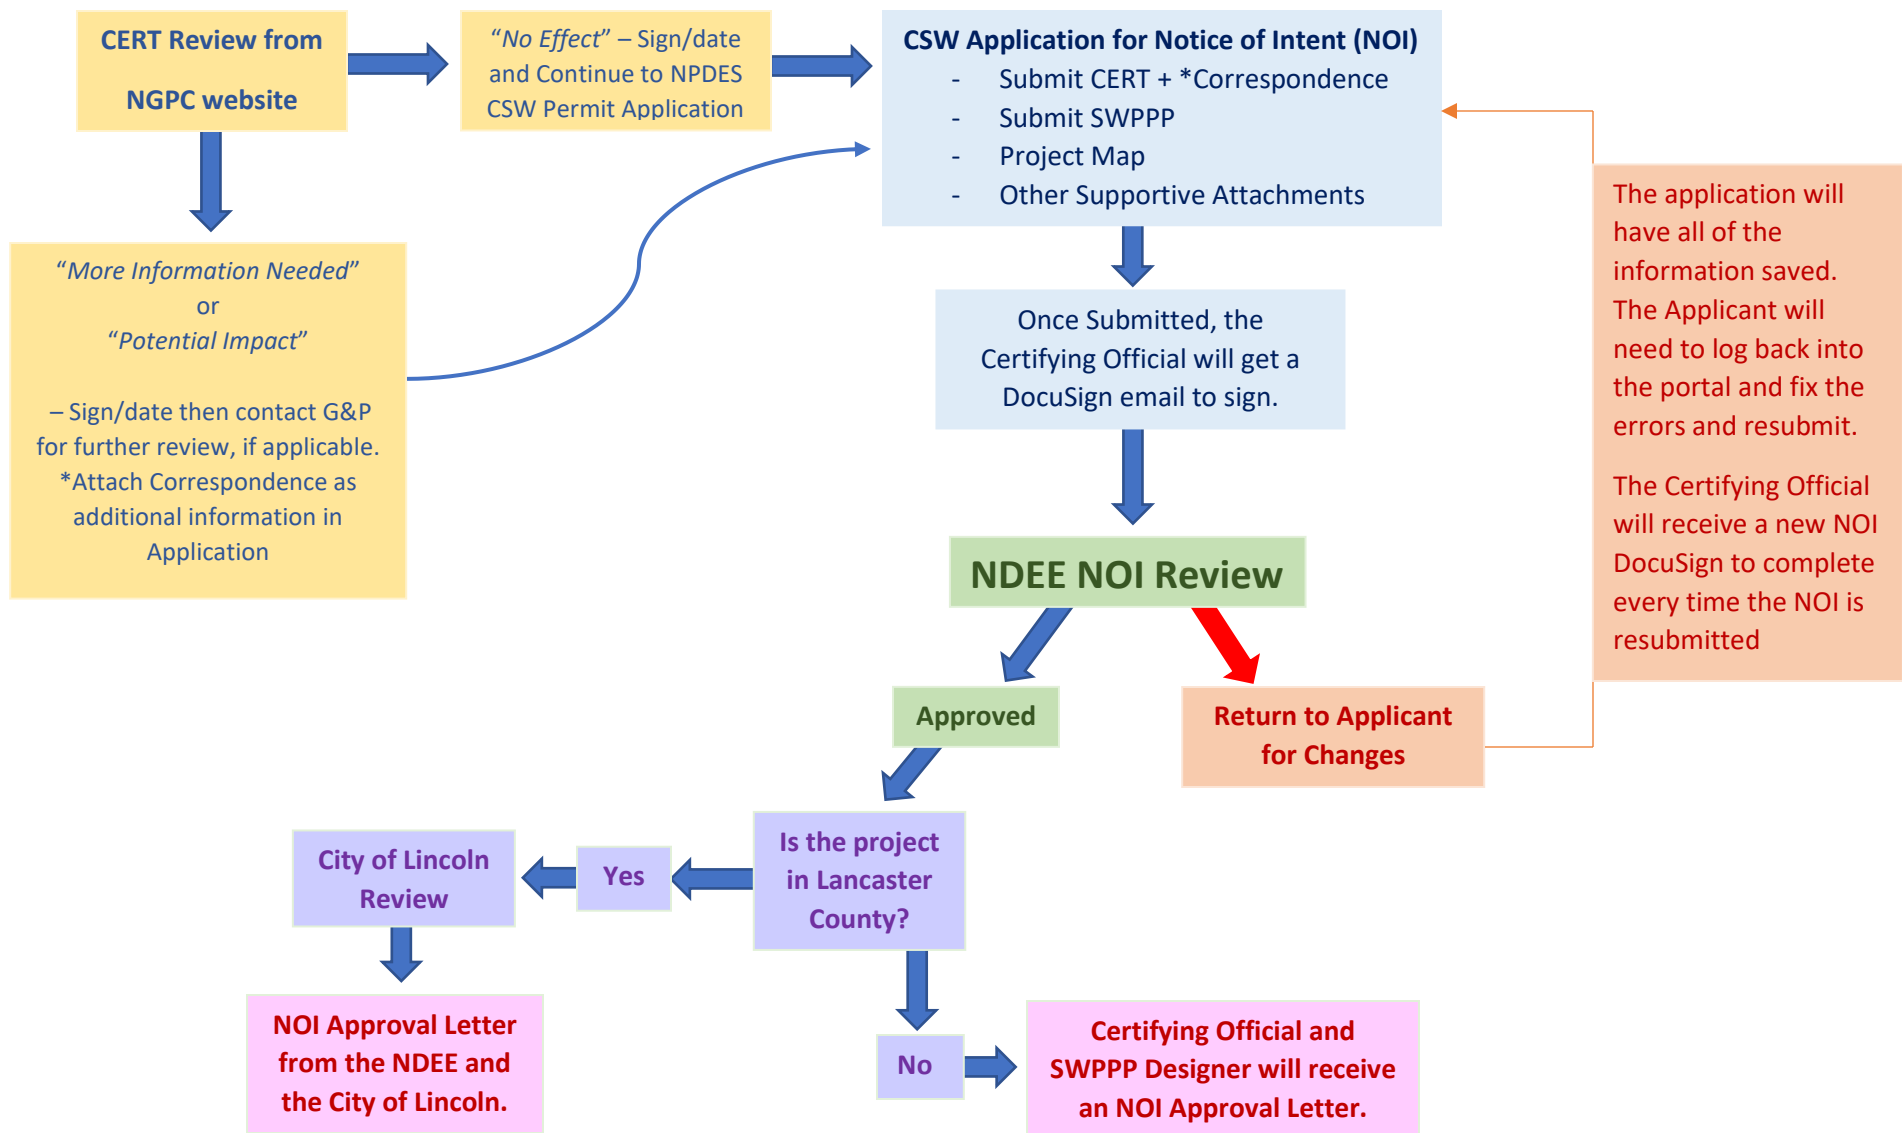 CERT Review from
NGPC website
“No Effect” – Sign/date
and Continue to NPDES
CSW Permit Application
CSW Application for Notice of Intent (NOI)
- Submit CERT + *Correspondence
- Submit SWPPP
- Project Map
- Other Supportive Attachments
“More Information Needed”
or
“Potential Impact”
– Sign/date then contact G&P
for further review, if applicable.
*Attach Correspondence as
additional information in
Application
Once Submitted, the
Certifying Official will get a
DocuSign email to sign.
The application will
have all of the
information saved.
The Applicant will
need to log back into
the portal and fix the
errors and resubmit.
The Certifying Official
will receive a new NOI
DocuSign to complete
every time the NOI is
resubmitted
NDEE NOI Review
Approved
Return to Applicant
for Changes
Is the project
in Lancaster
County?
Yes
City of Lincoln
Review
NOI Approval Letter
from the NDEE and
the City of Lincoln.
No
Certifying Official and
SWPPP Designer will receive
an NOI Approval Letter.